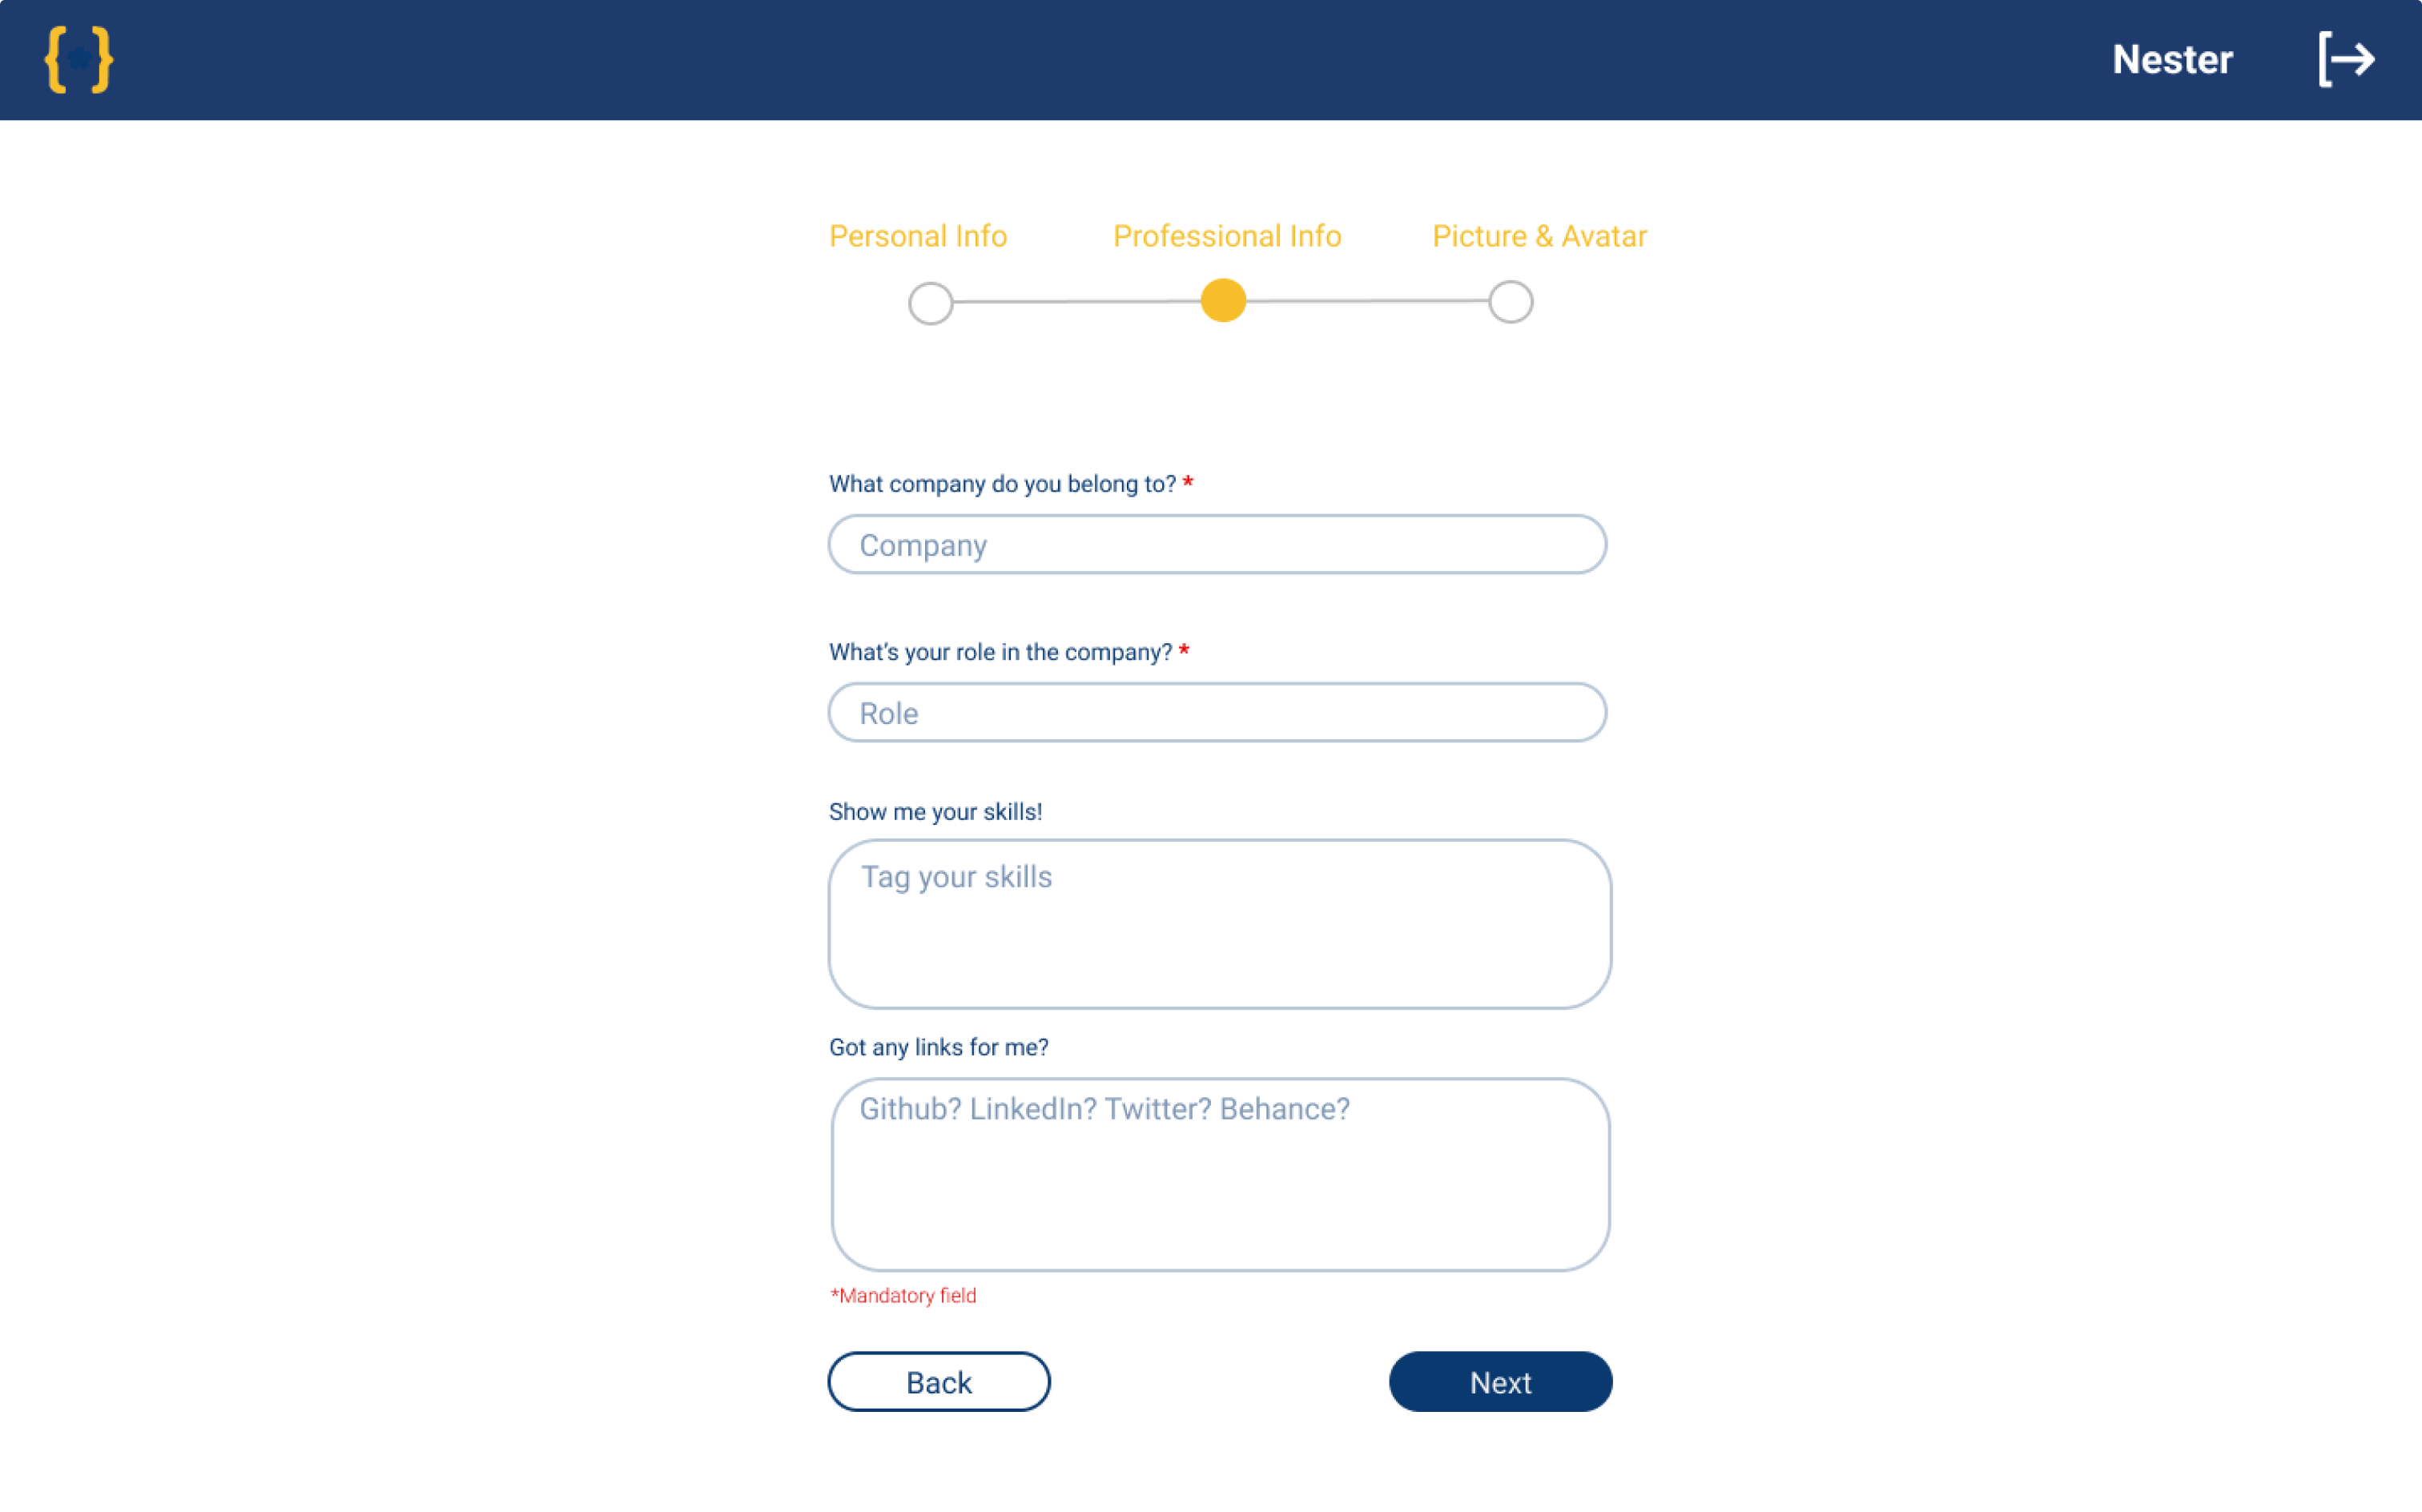 Nester
Personal Info
Professional Info
Picture & Avatar
What company do you belong to? *
Company
What's your role in the company? *
Role
Show me your skills!
Tag your skills
Got any links for me?
Github? LinkedIn? Twitter? Behance?
*Mandatory field
Back
Next